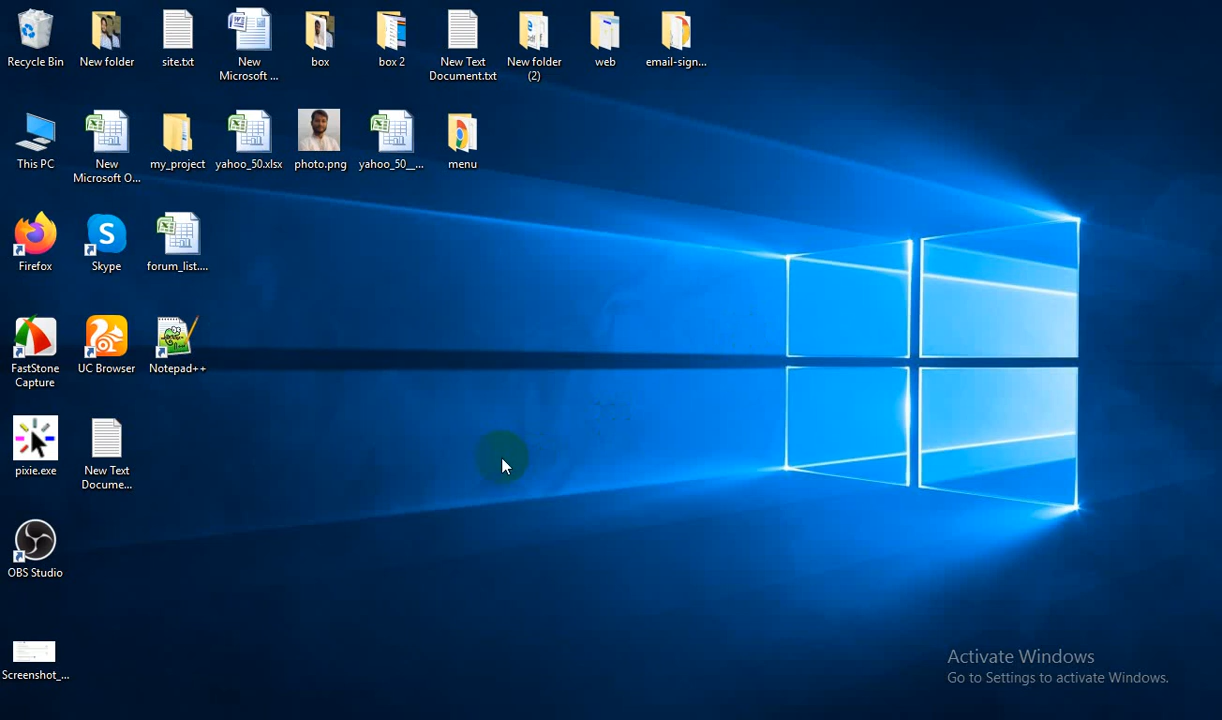 Recycle Bin
New folder
site.txt
New
Microsoft ...
box
box 2
New Text
Document.txt
New folder
(2)
web
email-sign...
This PC
New
Microsoft O...
my_project
yahoo_50.xlsx
photo.png
yahoo_50__...
menu
Firefox
Skype
forum_list....
FastStone
Capture
UC Browser
Notepad++
pixie.exe
New Text
Docume...
OBS Studio
Screenshot_...
Activate Windows
Go to Settings to activate Windows.